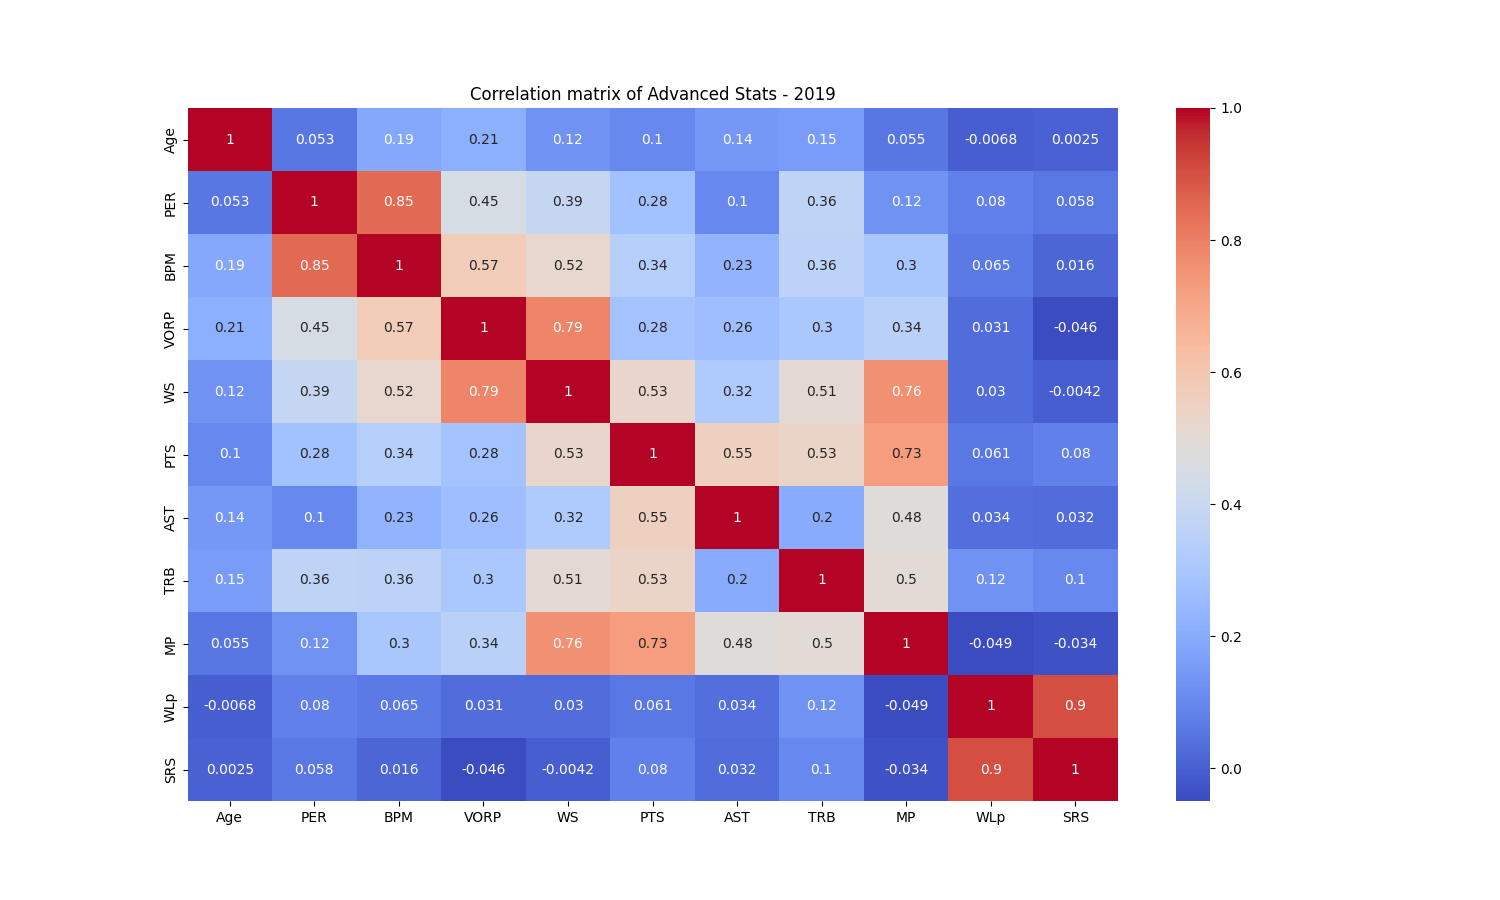 Correlation matrix of Advanced Stats - 2019
Age 1 0.053 0.19 0.21 0.12 0.1 0.14 0.15 0.055 -0.0068 0.0025
PER 0.053 1 0.85 0.45 0.39 0.28 0.1 0.36 0.12 0.08 0.058
BPM 0.19 0.85 1 0.57 0.52 0.34 0.23 0.36 0.3 0.065 0.016
VORP 0.21 0.45 0.57 1 0.79 0.28 0.26 0.3 0.34 0.031 -0.046
WS 0.12 0.39 0.52 0.79 1 0.53 0.32 0.51 0.76 0.03 -0.0042
PTS 0.1 0.28 0.34 0.28 0.53 1 0.55 0.53 0.73 0.061 0.08
AST 0.14 0.1 0.23 0.26 0.32 0.55 1 0.2 0.48 0.034 0.032
TRB 0.15 0.36 0.36 0.3 0.51 0.53 0.2 1 0.5 0.12 0.1
MP 0.055 0.12 0.3 0.34 0.76 0.73 0.48 0.5 1 -0.049 -0.034
WLp -0.0068 0.08 0.065 0.031 0.03 0.061 0.034 0.12 -0.049 1 0.9
SRS 0.0025 0.058 0.016 -0.046 -0.0042 0.08 0.032 0.1 -0.034 0.9 1
Age PER BPM VORP WS PTS AST TRB MP WLp SRS
1.0
0.8
0.6
0.4
0.2
0.0